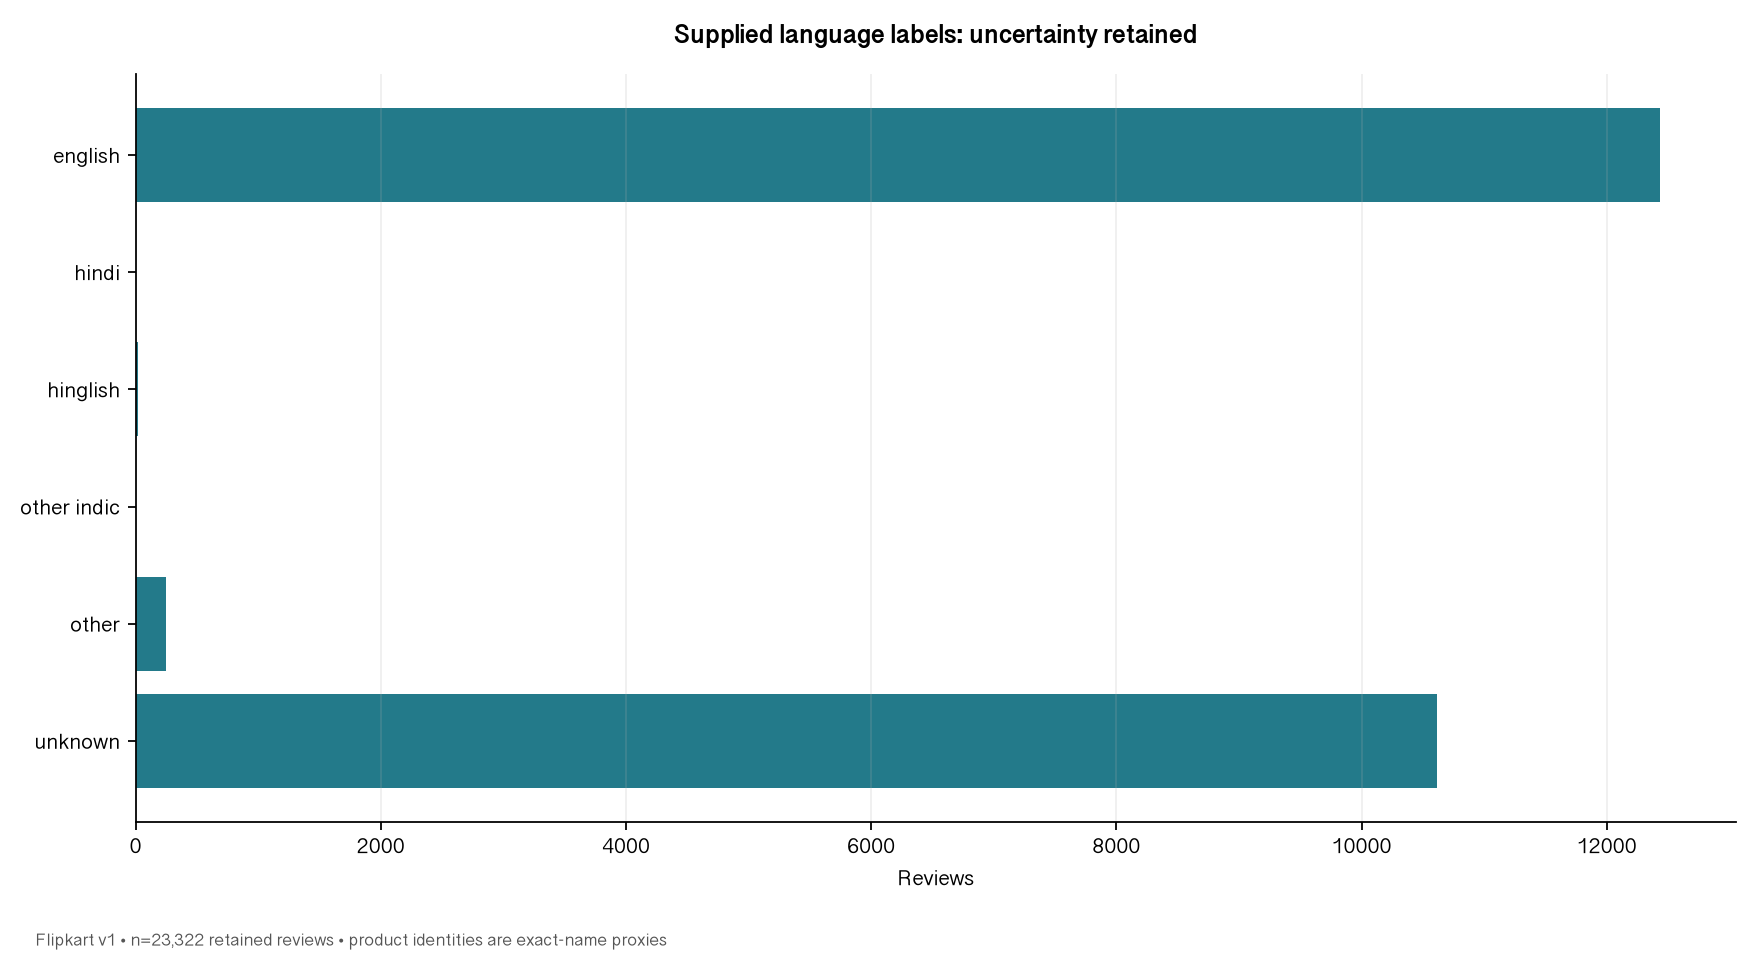 Supplied language labels: uncertainty retained
english
hindi
hinglish
other indic
other
unknown
0 2000 4000 6000 8000 10000 12000
Reviews
Flipkart v1 • n=23,322 retained reviews • product identities are exact-name proxies